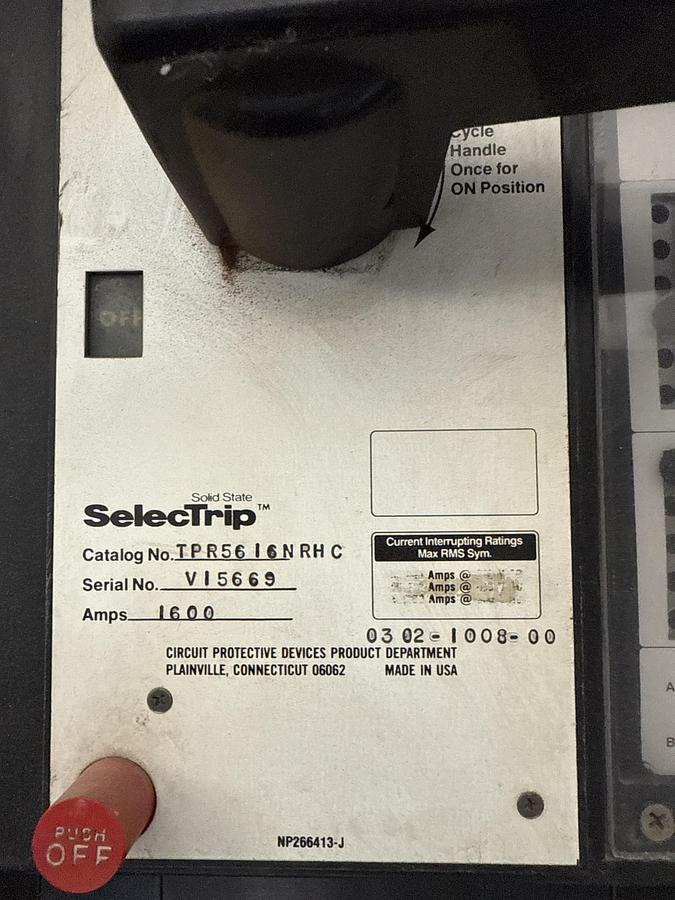 Cycle
Handle
Once for
ON Position
OFF
Solid State
SelecTrip™
Catalog No. TPR5616NRHC
Serial No. V15669
Amps 1600
Current Interrupting Ratings
Max RMS Sym.
Amps @
Amps @
Amps @
0302-1008-00
CIRCUIT PROTECTIVE DEVICES PRODUCT DEPARTMENT
PLAINVILLE, CONNECTICUT 06062 MADE IN USA
PUSH
OFF
NP266413-J
A
B